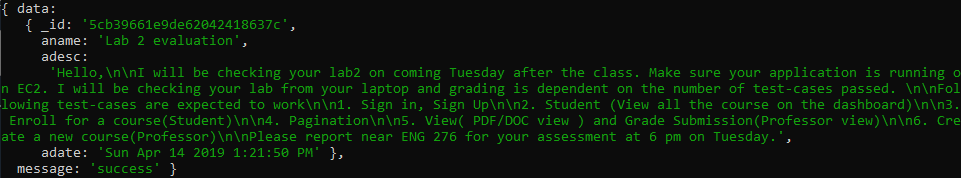 { data:
{ _id: '5cb39661e9de62042418637c',
aname: 'Lab 2 evaluation',
adesc:
'Hello,\n\nI will be checking your lab2 on coming Tuesday after the class. Make sure your application is running o
n EC2. I will be checking your lab from your laptop and grading is dependent on the number of test-cases passed. \n\nFol
lowing test-cases are expected to work\n\n1. Sign in, Sign Up\n\n2. Student (View all the course on the dashboard)\n\n3.
Enroll for a course(Student)\n\n4. Pagination\n\n5. View( PDF/DOC view ) and Grade Submission(Professor view)\n\n6. Cre
ate a new course(Professor)\n\nPlease report near ENG 276 for your assessment at 6 pm on Tuesday.',
adate: 'Sun Apr 14 2019 1:21:50 PM' },
message: 'success' }